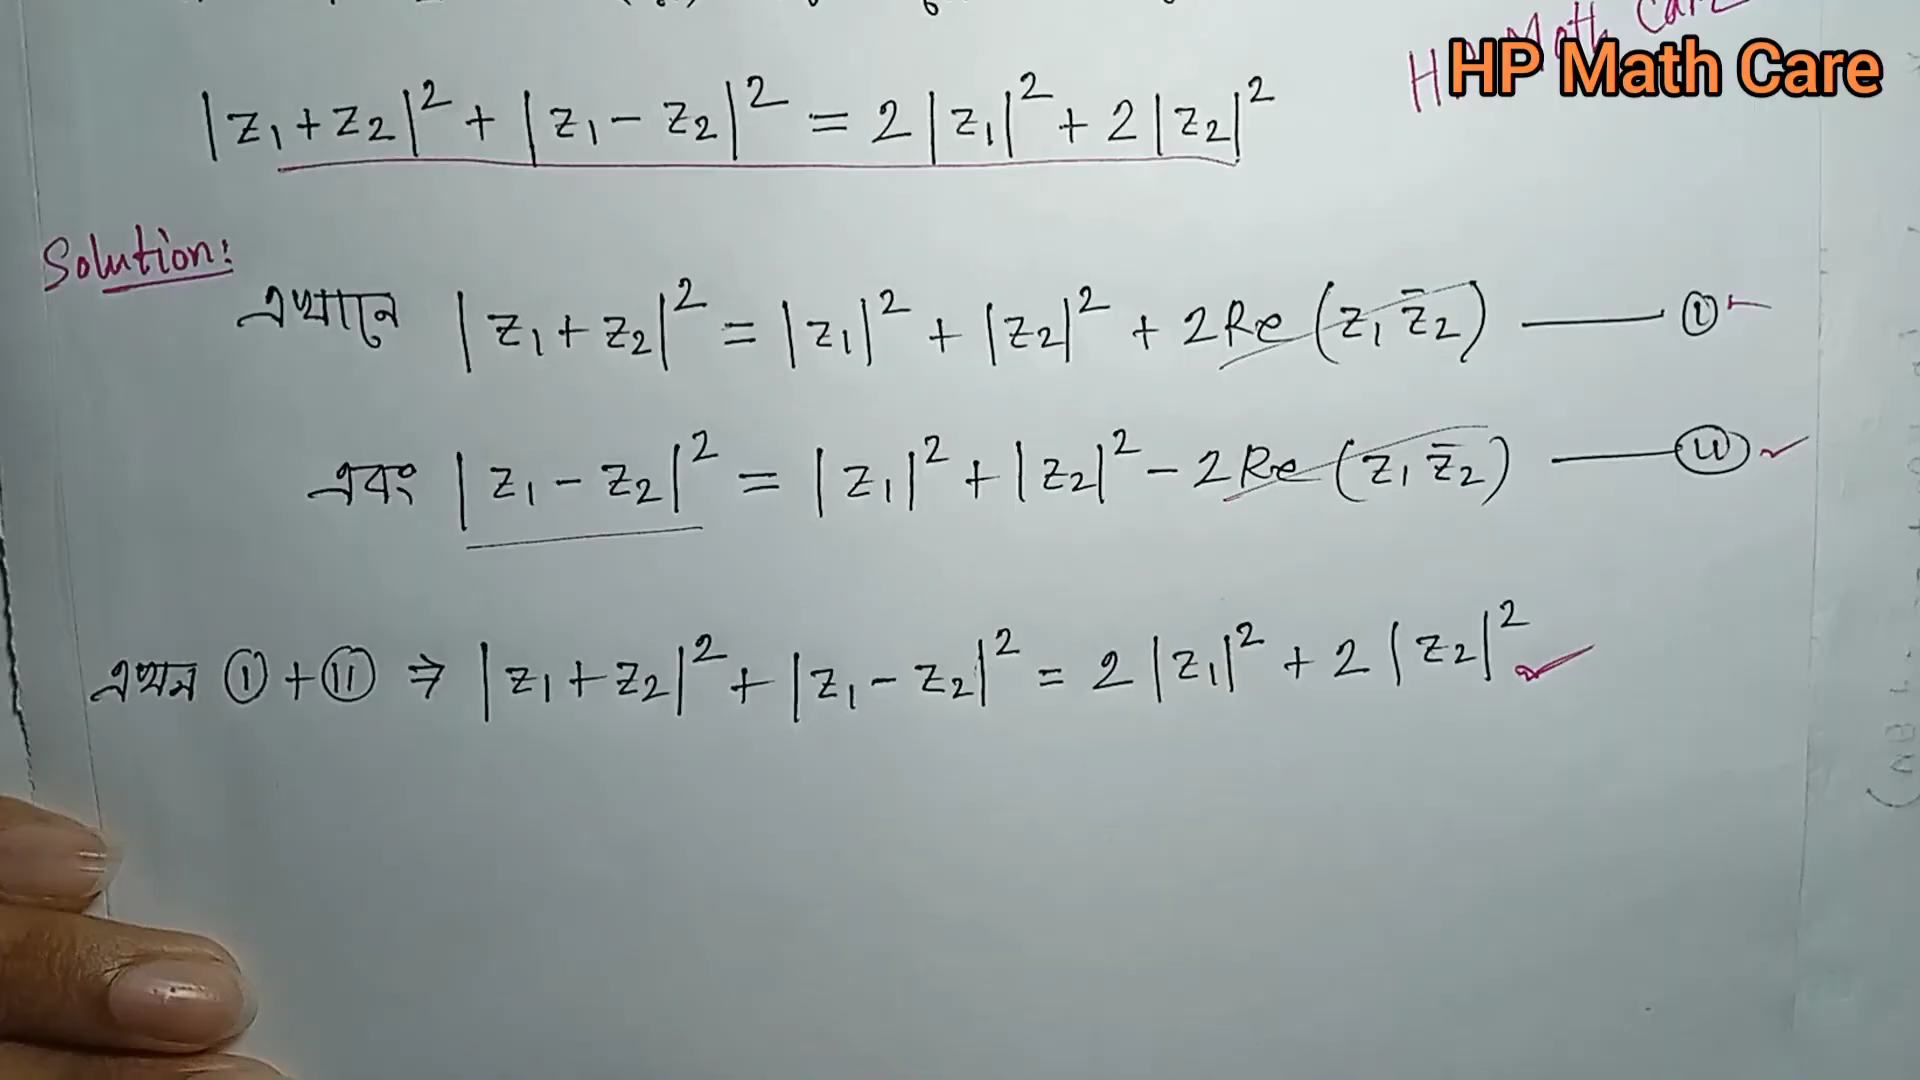 HP Math Care
|z₁+z₂|² + |z₁-z₂|² = 2|z₁|² + 2|z₂|²
Solution:
এখানে |z₁+z₂|² = |z₁|² + |z₂|² + 2Re(z₁z̄₂) —— ⓘ
এবং |z₁-z₂|² = |z₁|² + |z₂|² - 2Re(z₁z̄₂) —— (ii)
এখন (i)+(ii) ⇒ |z₁+z₂|² + |z₁-z₂|² = 2|z₁|² + 2|z₂|²